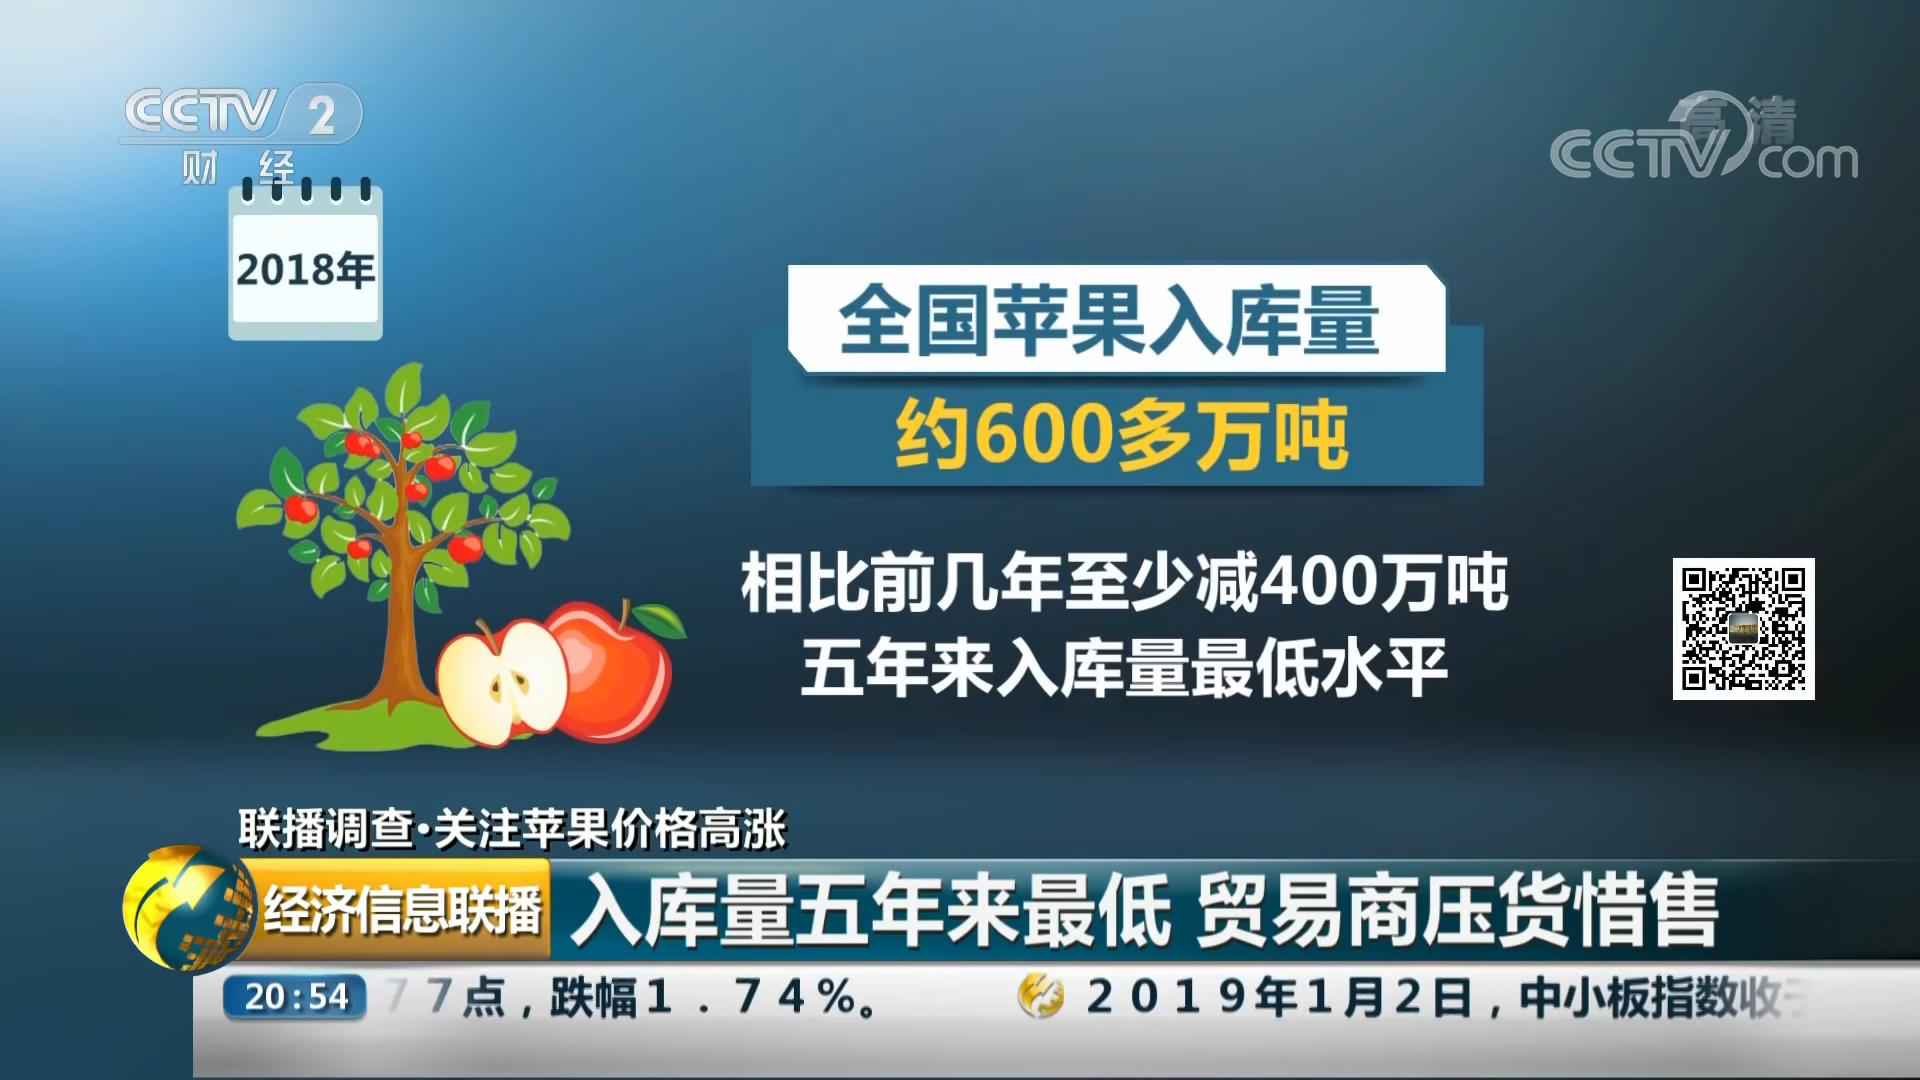 CCTV 2
财 经
高清
CCTV com
2018年
全国苹果入库量
约600多万吨
相比前几年至少减400万吨
五年来入库量最低水平
联播调查·关注苹果价格高涨
经济信息联播
入库量五年来最低 贸易商压货惜售
20:54
77点，跌幅1.74%。 2019年1月2日，中小板指数收于